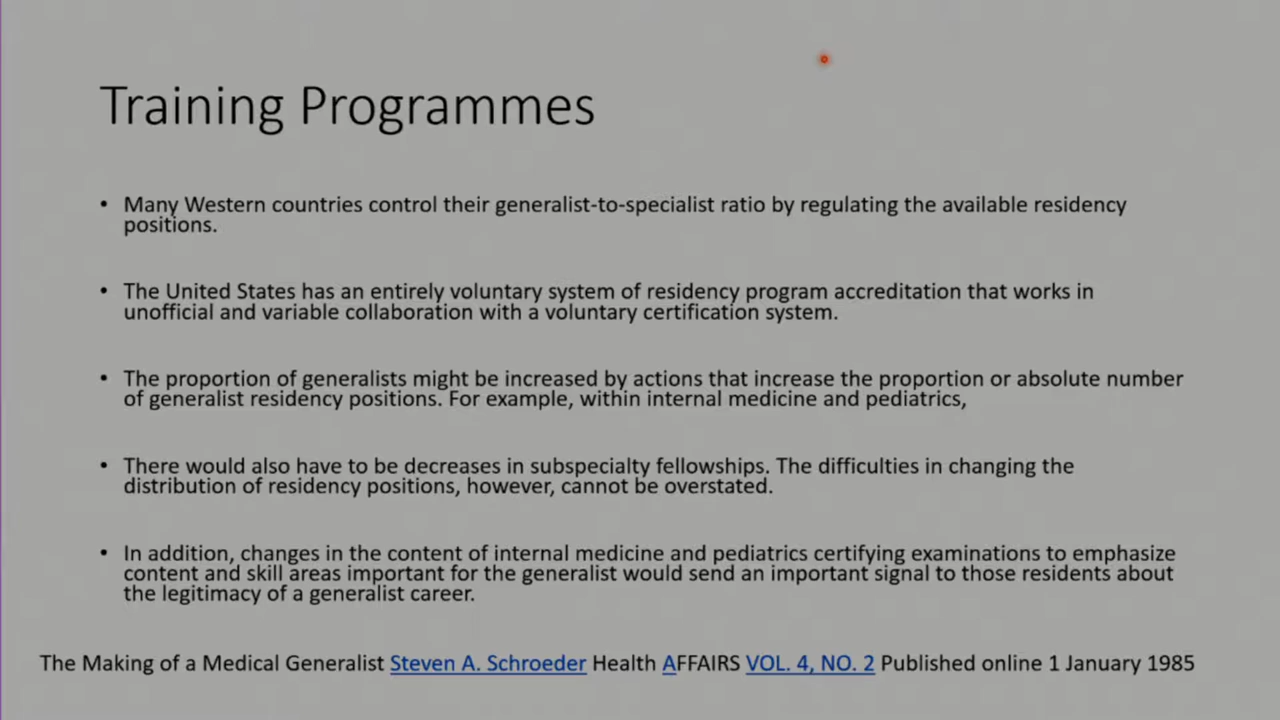 Training Programmes
• Many Western countries control their generalist-to-specialist ratio by regulating the available residency
positions.
• The United States has an entirely voluntary system of residency program accreditation that works in
unofficial and variable collaboration with a voluntary certification system.
• The proportion of generalists might be increased by actions that increase the proportion or absolute number
of generalist residency positions. For example, within internal medicine and pediatrics,
• There would also have to be decreases in subspecialty fellowships. The difficulties in changing the
distribution of residency positions, however, cannot be overstated.
• In addition, changes in the content of internal medicine and pediatrics certifying examinations to emphasize
content and skill areas important for the generalist would send an important signal to those residents about
the legitimacy of a generalist career.
The Making of a Medical Generalist Steven A. Schroeder Health AFFAIRS VOL. 4, NO. 2 Published online 1 January 1985